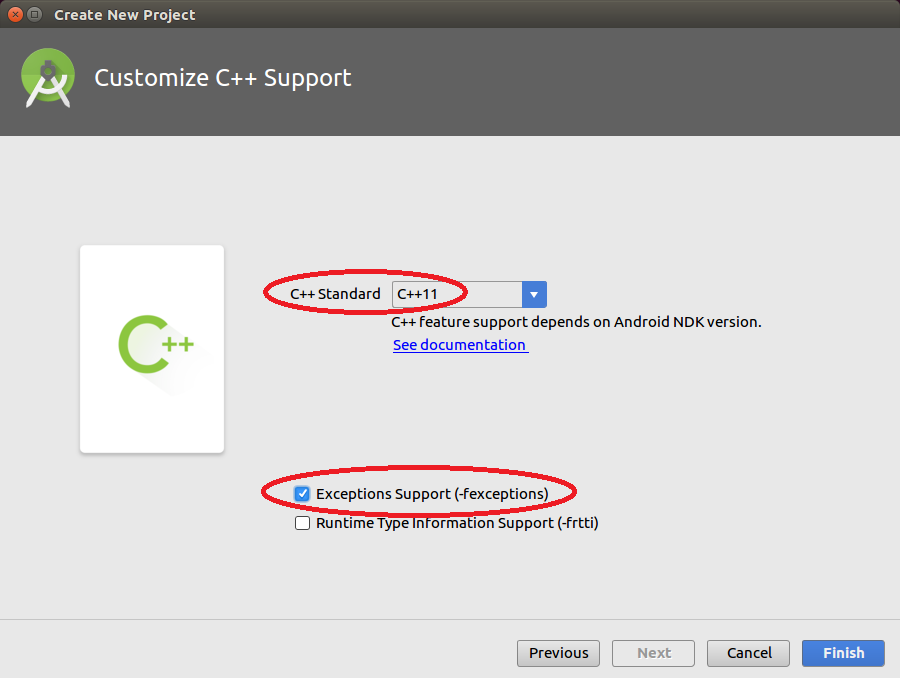 Create New Project
Customize C++ Support
C++ Standard C++11
C++ feature support depends on Android NDK version.
See documentation
C++
Exceptions Support (-fexceptions)
Runtime Type Information Support (-frtti)
Previous Next Cancel Finish